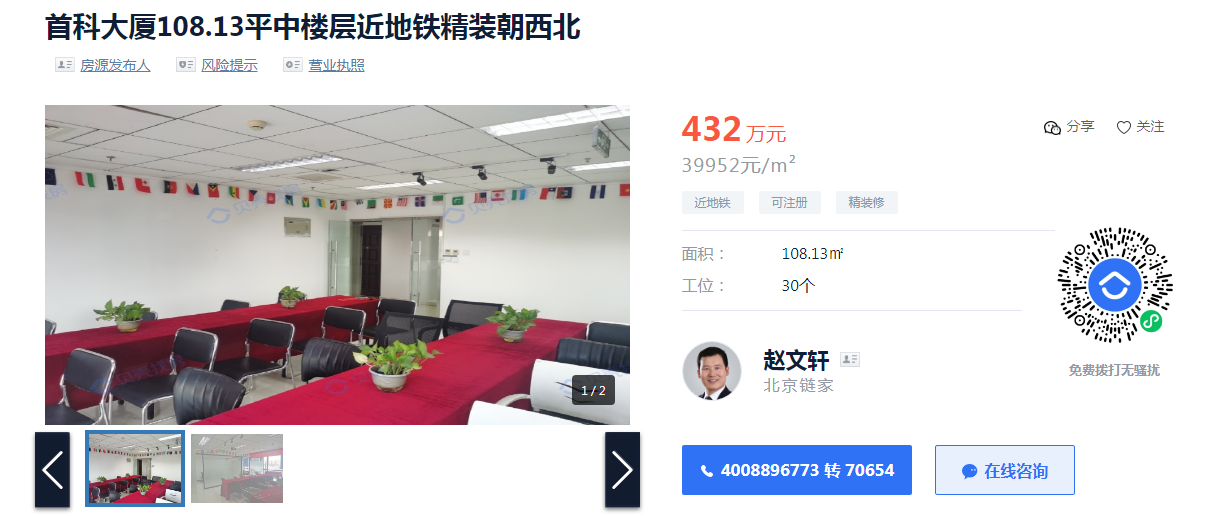 首科大厦108.13平中楼层近地铁精装朝西北
房源发布人 风险提示 营业执照
432万元
分享 关注
39952元/m²
近地铁 可注册 精装修
面积： 108.13㎡
工位： 30个
赵文轩
北京链家
免费拨打无骚扰
1 / 2
4008896773 转 70654
在线咨询